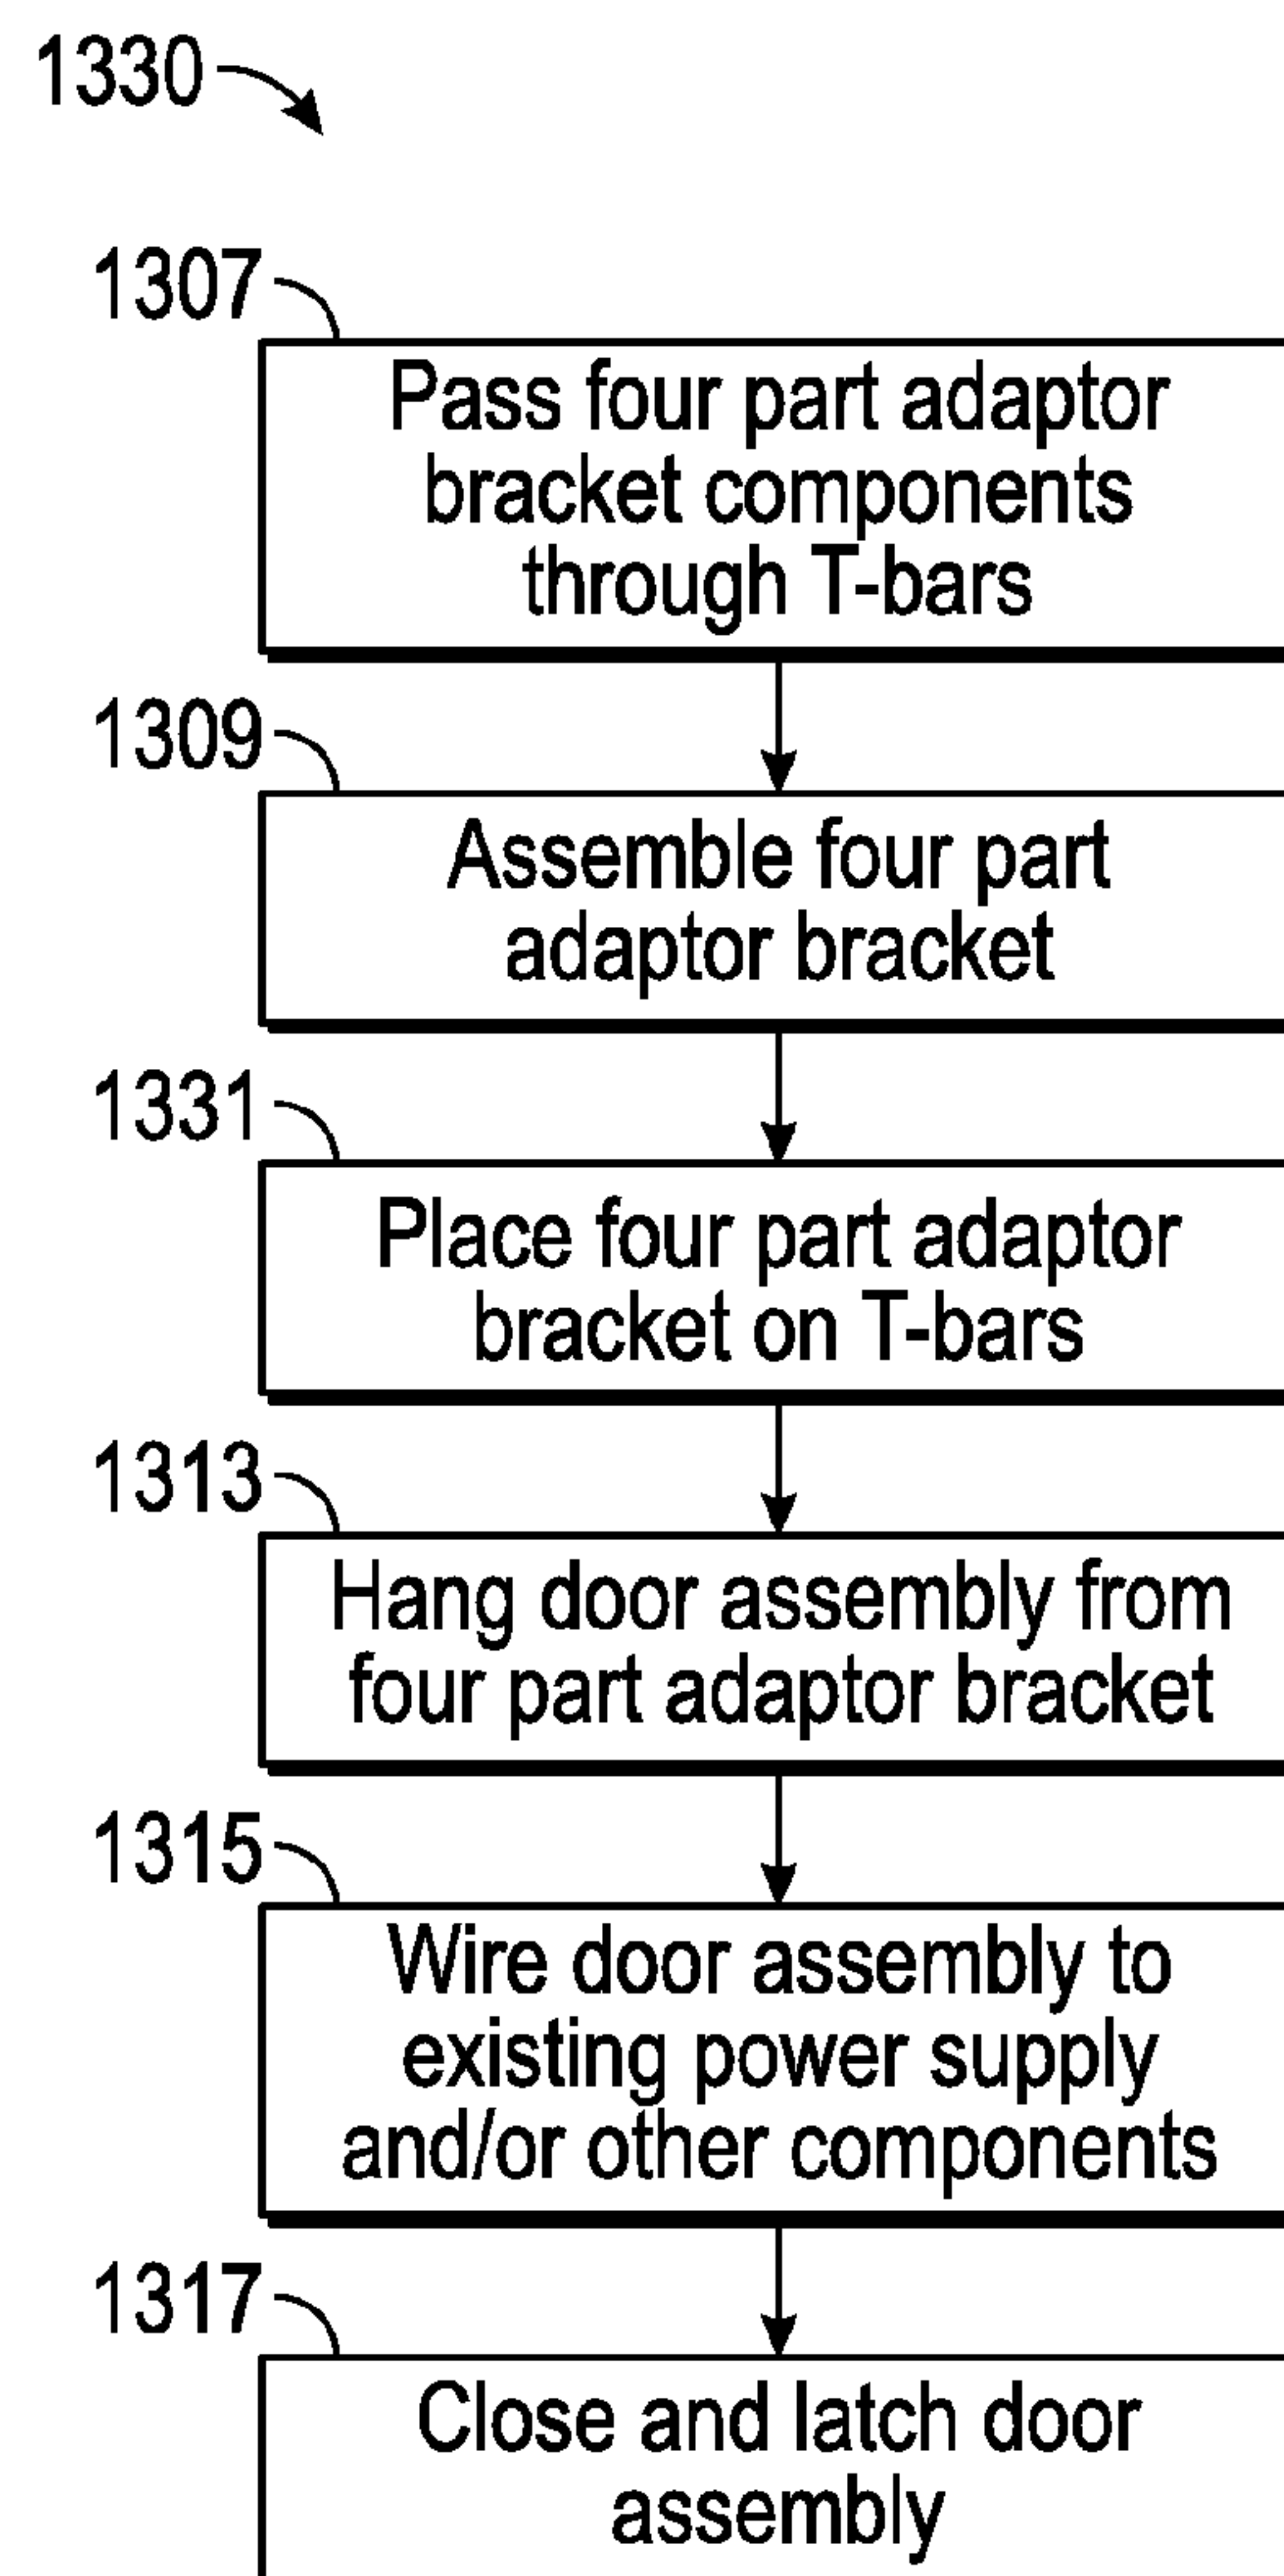 1330
1307
Pass four part adaptor
bracket components
through T-bars
1309
Assemble four part
adaptor bracket
1331
Place four part adaptor
bracket on T-bars
1313
Hang door assembly from
four part adaptor bracket
1315
Wire door assembly to
existing power supply
and/or other components
1317
Close and latch door
assembly